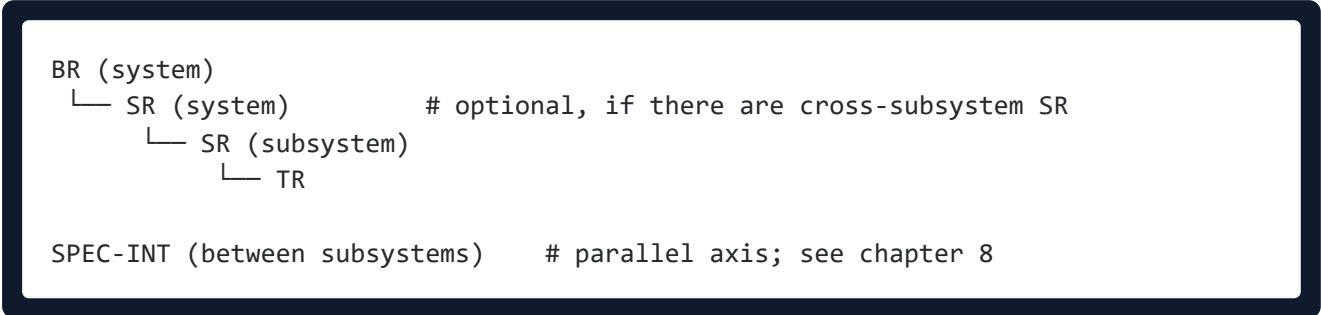 BR (system)
└── SR (system)          # optional, if there are cross-subsystem SR
      └── SR (subsystem)
            └── TR
SPEC-INT (between subsystems)    # parallel axis; see chapter 8